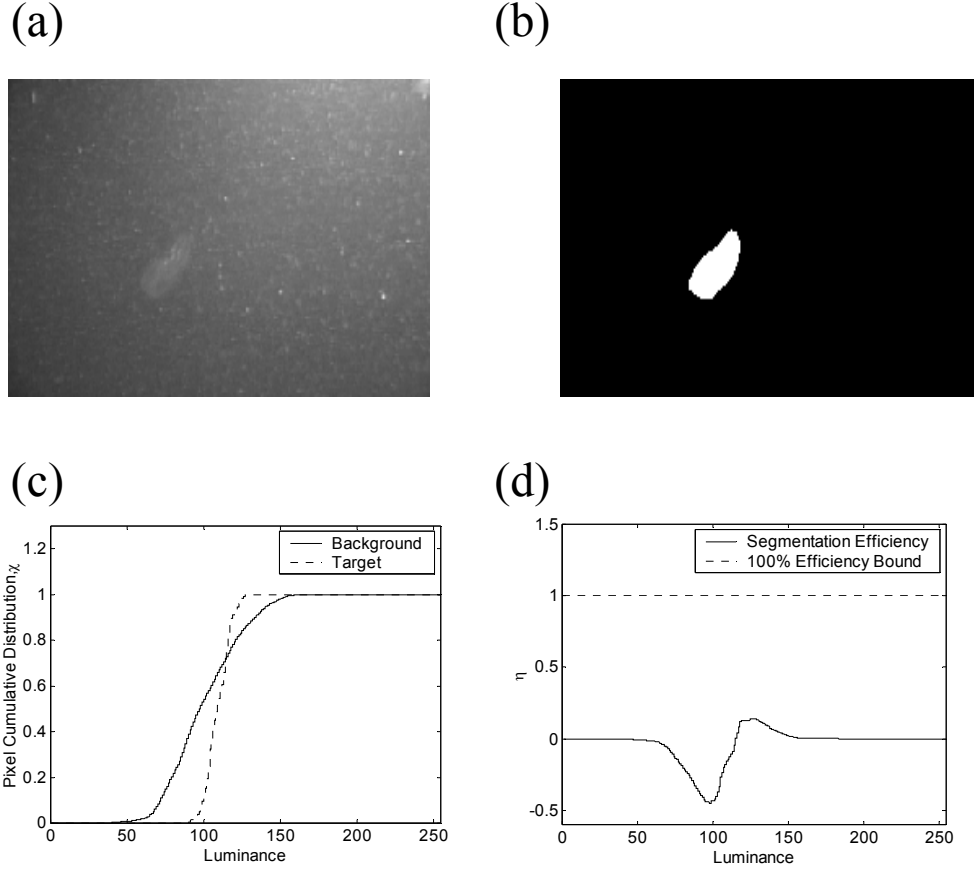 (a)
(b)
(c)
Pixel Cumulative Distribution,χ
1.2
1
0.8
0.6
0.4
0.2
0
0 50 100 150 200 250
Luminance
Background
Target
(d)
η
1.5
1
0.5
0
-0.5
0 50 100 150 200 250
Luminance
Segmentation Efficiency
100% Efficiency Bound